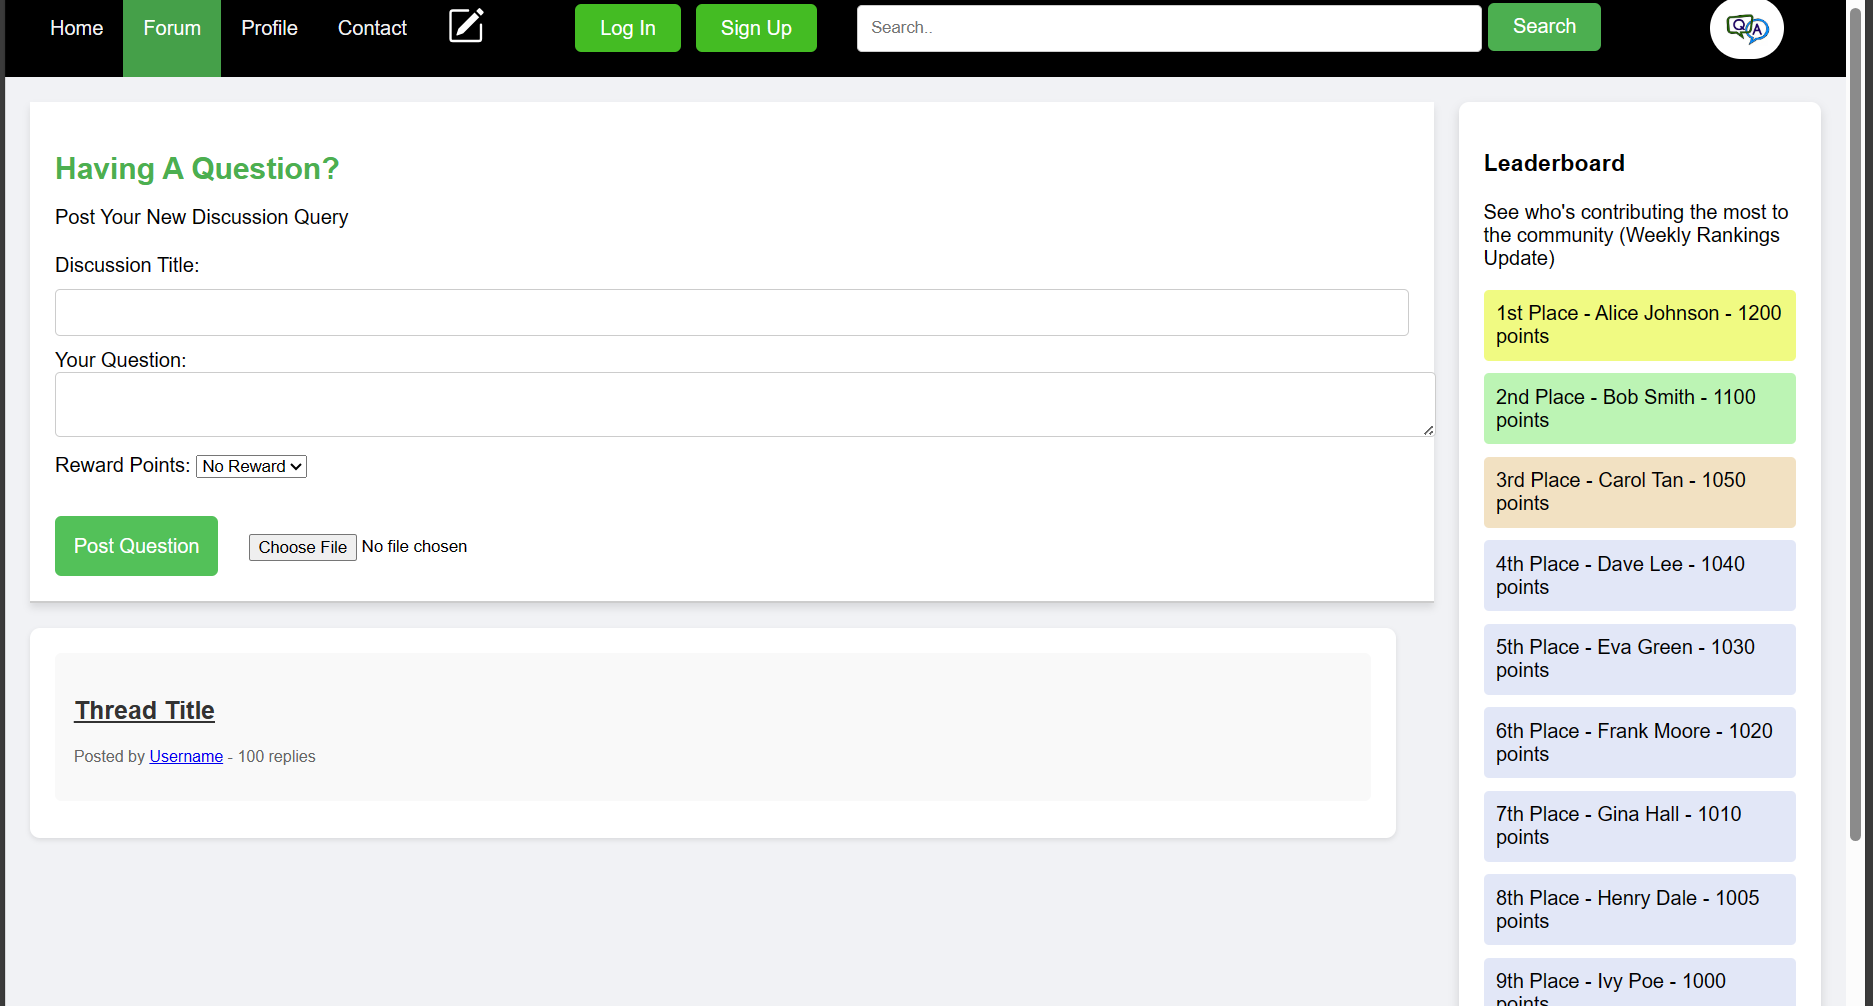 Home Forum Profile Contact Log In Sign Up Search.. Search QA
Having A Question?
Post Your New Discussion Query
Discussion Title:
Your Question:
Reward Points: No Reward
Post Question Choose File No file chosen
Thread Title
Posted by Username - 100 replies
Leaderboard
See who's contributing the most to
the community (Weekly Rankings
Update)
1st Place - Alice Johnson - 1200
points
2nd Place - Bob Smith - 1100
points
3rd Place - Carol Tan - 1050
points
4th Place - Dave Lee - 1040
points
5th Place - Eva Green - 1030
points
6th Place - Frank Moore - 1020
points
7th Place - Gina Hall - 1010
points
8th Place - Henry Dale - 1005
points
9th Place - Ivy Poe - 1000
points